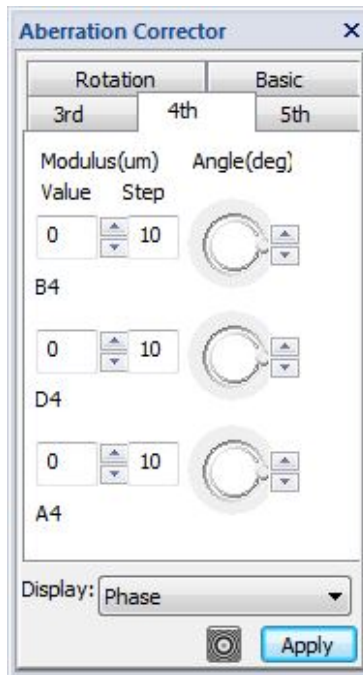 Aberration Corrector X
Rotation Basic
3rd 4th 5th
Modulus(um) Angle(deg)
Value Step
0 10
B4
0 10
D4
0 10
A4
Display: Phase
Apply